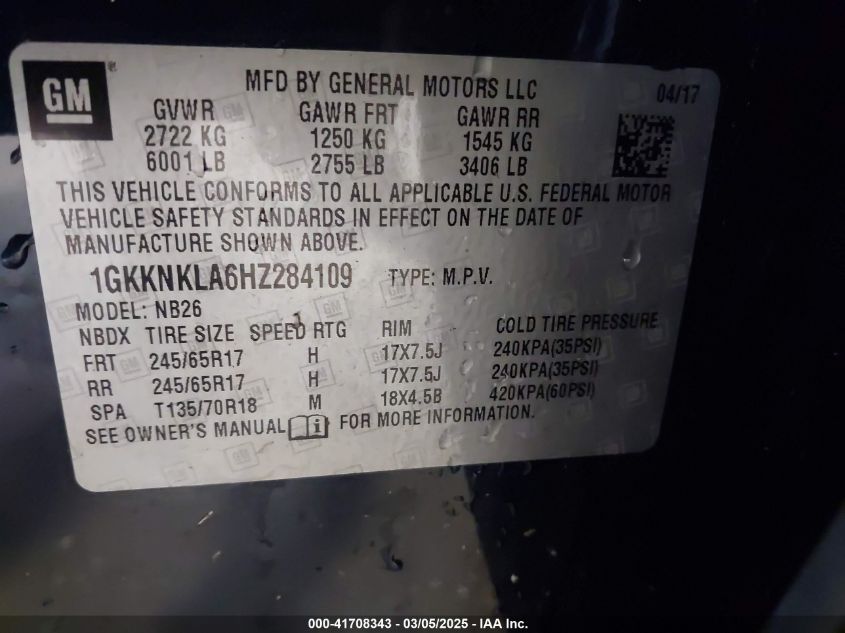 GM
MFD BY GENERAL MOTORS LLC 04/17
GVWR GAWR FRT GAWR RR
2722 KG 1250 KG 1545 KG
6001 LB 2755 LB 3406 LB
THIS VEHICLE CONFORMS TO ALL APPLICABLE U.S. FEDERAL MOTOR
VEHICLE SAFETY STANDARDS IN EFFECT ON THE DATE OF
MANUFACTURE SHOWN ABOVE.
1GKKNKLA6HZ284109 TYPE: M.P.V.
MODEL: NB26
NBDX TIRE SIZE SPEED RTG RIM COLD TIRE PRESSURE
FRT 245/65R17 H 17X7.5J 240KPA(35PSI)
RR 245/65R17 H 17X7.5J 240KPA(35PSI)
SPA T135/70R18 M 18X4.5B 420KPA(60PSI)
SEE OWNER'S MANUAL i FOR MORE INFORMATION.
000-41708343 - 03/05/2025 - IAA Inc.